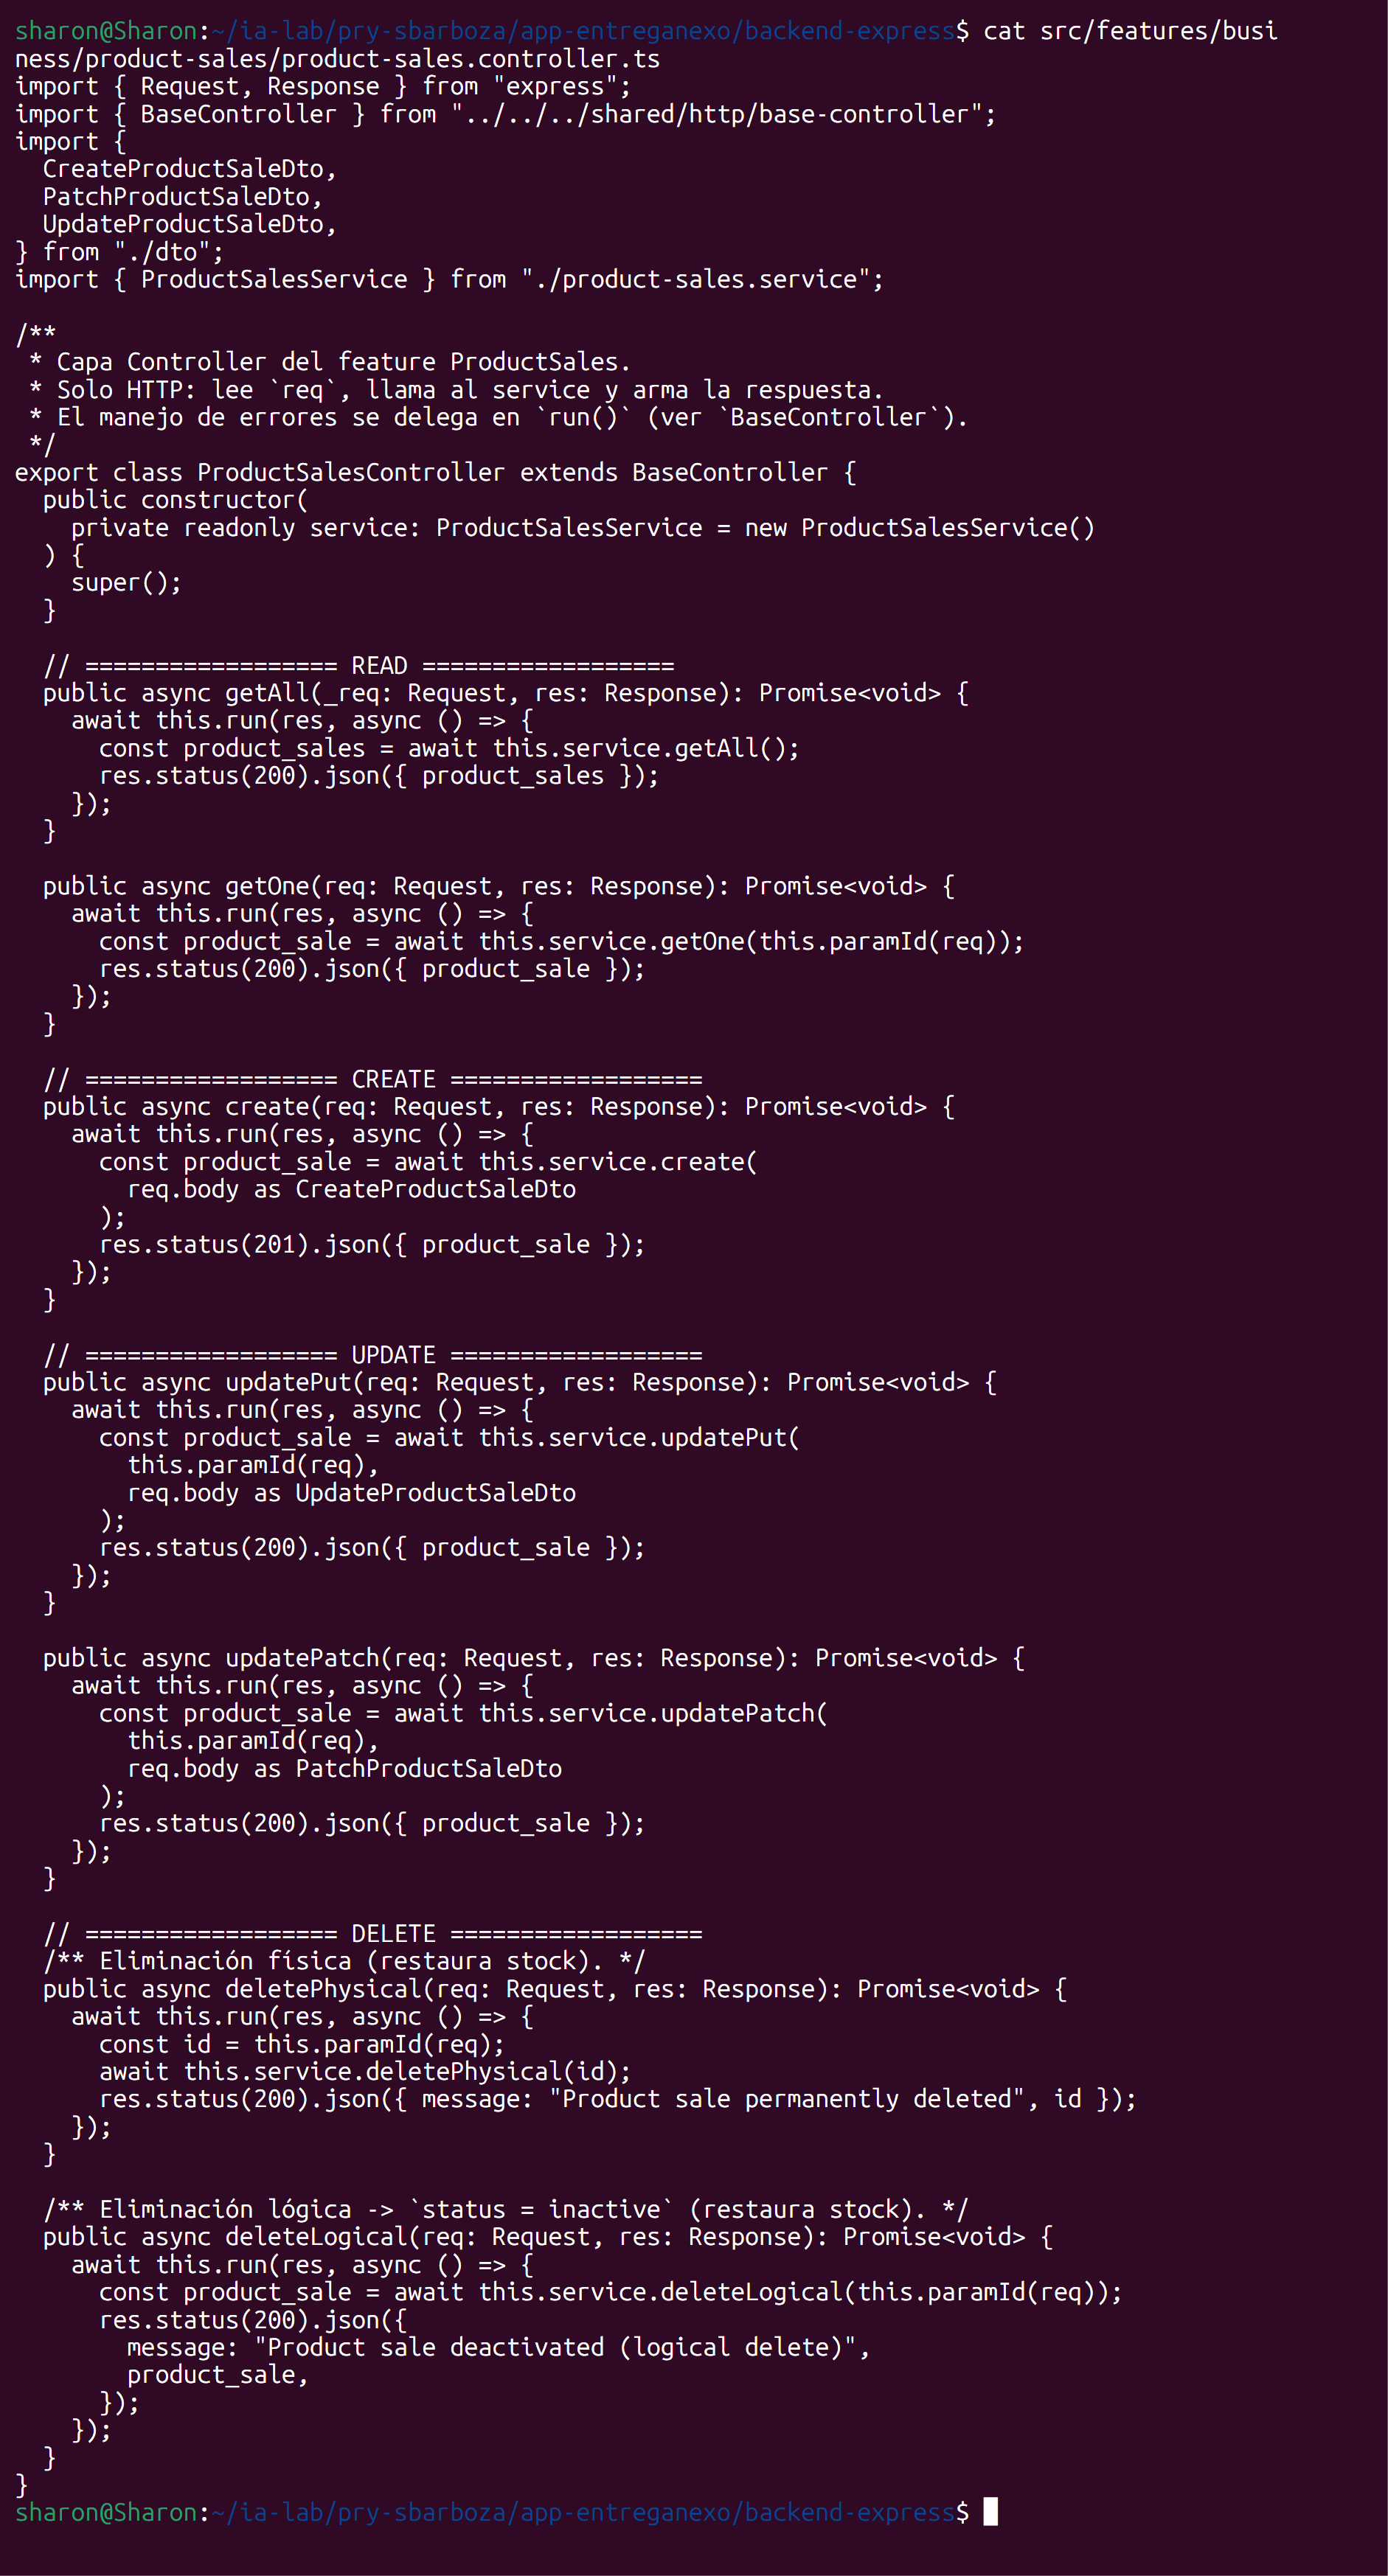 sharon@Sharon:~/ia-lab/pry-sbarboza/app-entreganexo/backend-express$ cat src/features/busi
ness/product-sales/product-sales.controller.ts
import { Request, Response } from "express";
import { BaseController } from "../../../shared/http/base-controller";
import {
  CreateProductSaleDto,
  PatchProductSaleDto,
  UpdateProductSaleDto,
} from "./dto";
import { ProductSalesService } from "./product-sales.service";

/**
 * Capa Controller del feature ProductSales.
 * Solo HTTP: lee `req`, llama al service y arma la respuesta.
 * El manejo de errores se delega en `run()` (ver `BaseController`).
 */
export class ProductSalesController extends BaseController {
  public constructor(
    private readonly service: ProductSalesService = new ProductSalesService()
  ) {
    super();
  }

  // ================== READ ==================
  public async getAll(_req: Request, res: Response): Promise<void> {
    await this.run(res, async () => {
      const product_sales = await this.service.getAll();
      res.status(200).json({ product_sales });
    });
  }

  public async getOne(req: Request, res: Response): Promise<void> {
    await this.run(res, async () => {
      const product_sale = await this.service.getOne(this.paramId(req));
      res.status(200).json({ product_sale });
    });
  }

  // ================== CREATE ==================
  public async create(req: Request, res: Response): Promise<void> {
    await this.run(res, async () => {
      const product_sale = await this.service.create(
        req.body as CreateProductSaleDto
      );
      res.status(201).json({ product_sale });
    });
  }

  // ================== UPDATE ==================
  public async updatePut(req: Request, res: Response): Promise<void> {
    await this.run(res, async () => {
      const product_sale = await this.service.updatePut(
        this.paramId(req),
        req.body as UpdateProductSaleDto
      );
      res.status(200).json({ product_sale });
    });
  }

  public async updatePatch(req: Request, res: Response): Promise<void> {
    await this.run(res, async () => {
      const product_sale = await this.service.updatePatch(
        this.paramId(req),
        req.body as PatchProductSaleDto
      );
      res.status(200).json({ product_sale });
    });
  }

  // ================== DELETE ==================
  /** Eliminación física (restaura stock). */
  public async deletePhysical(req: Request, res: Response): Promise<void> {
    await this.run(res, async () => {
      const id = this.paramId(req);
      await this.service.deletePhysical(id);
      res.status(200).json({ message: "Product sale permanently deleted", id });
    });
  }

  /** Eliminación lógica -> `status = inactive` (restaura stock). */
  public async deleteLogical(req: Request, res: Response): Promise<void> {
    await this.run(res, async () => {
      const product_sale = await this.service.deleteLogical(this.paramId(req));
      res.status(200).json({
        message: "Product sale deactivated (logical delete)",
        product_sale,
      });
    });
  }
}
sharon@Sharon:~/ia-lab/pry-sbarboza/app-entreganexo/backend-express$